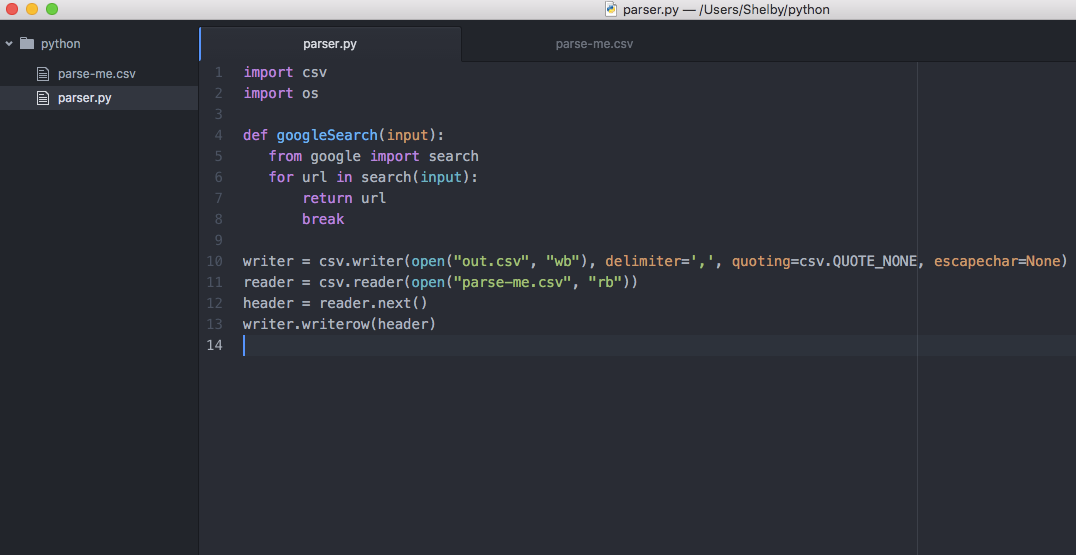 parser.py — /Users/Shelby/python
python
parse-me.csv
parser.py
parser.py
parse-me.csv
1 import csv
2 import os
3
4 def googleSearch(input):
5    from google import search
6    for url in search(input):
7        return url
8        break
9
10 writer = csv.writer(open("out.csv", "wb"), delimiter=',', quoting=csv.QUOTE_NONE, escapechar=None)
11 reader = csv.reader(open("parse-me.csv", "rb"))
12 header = reader.next()
13 writer.writerow(header)
14